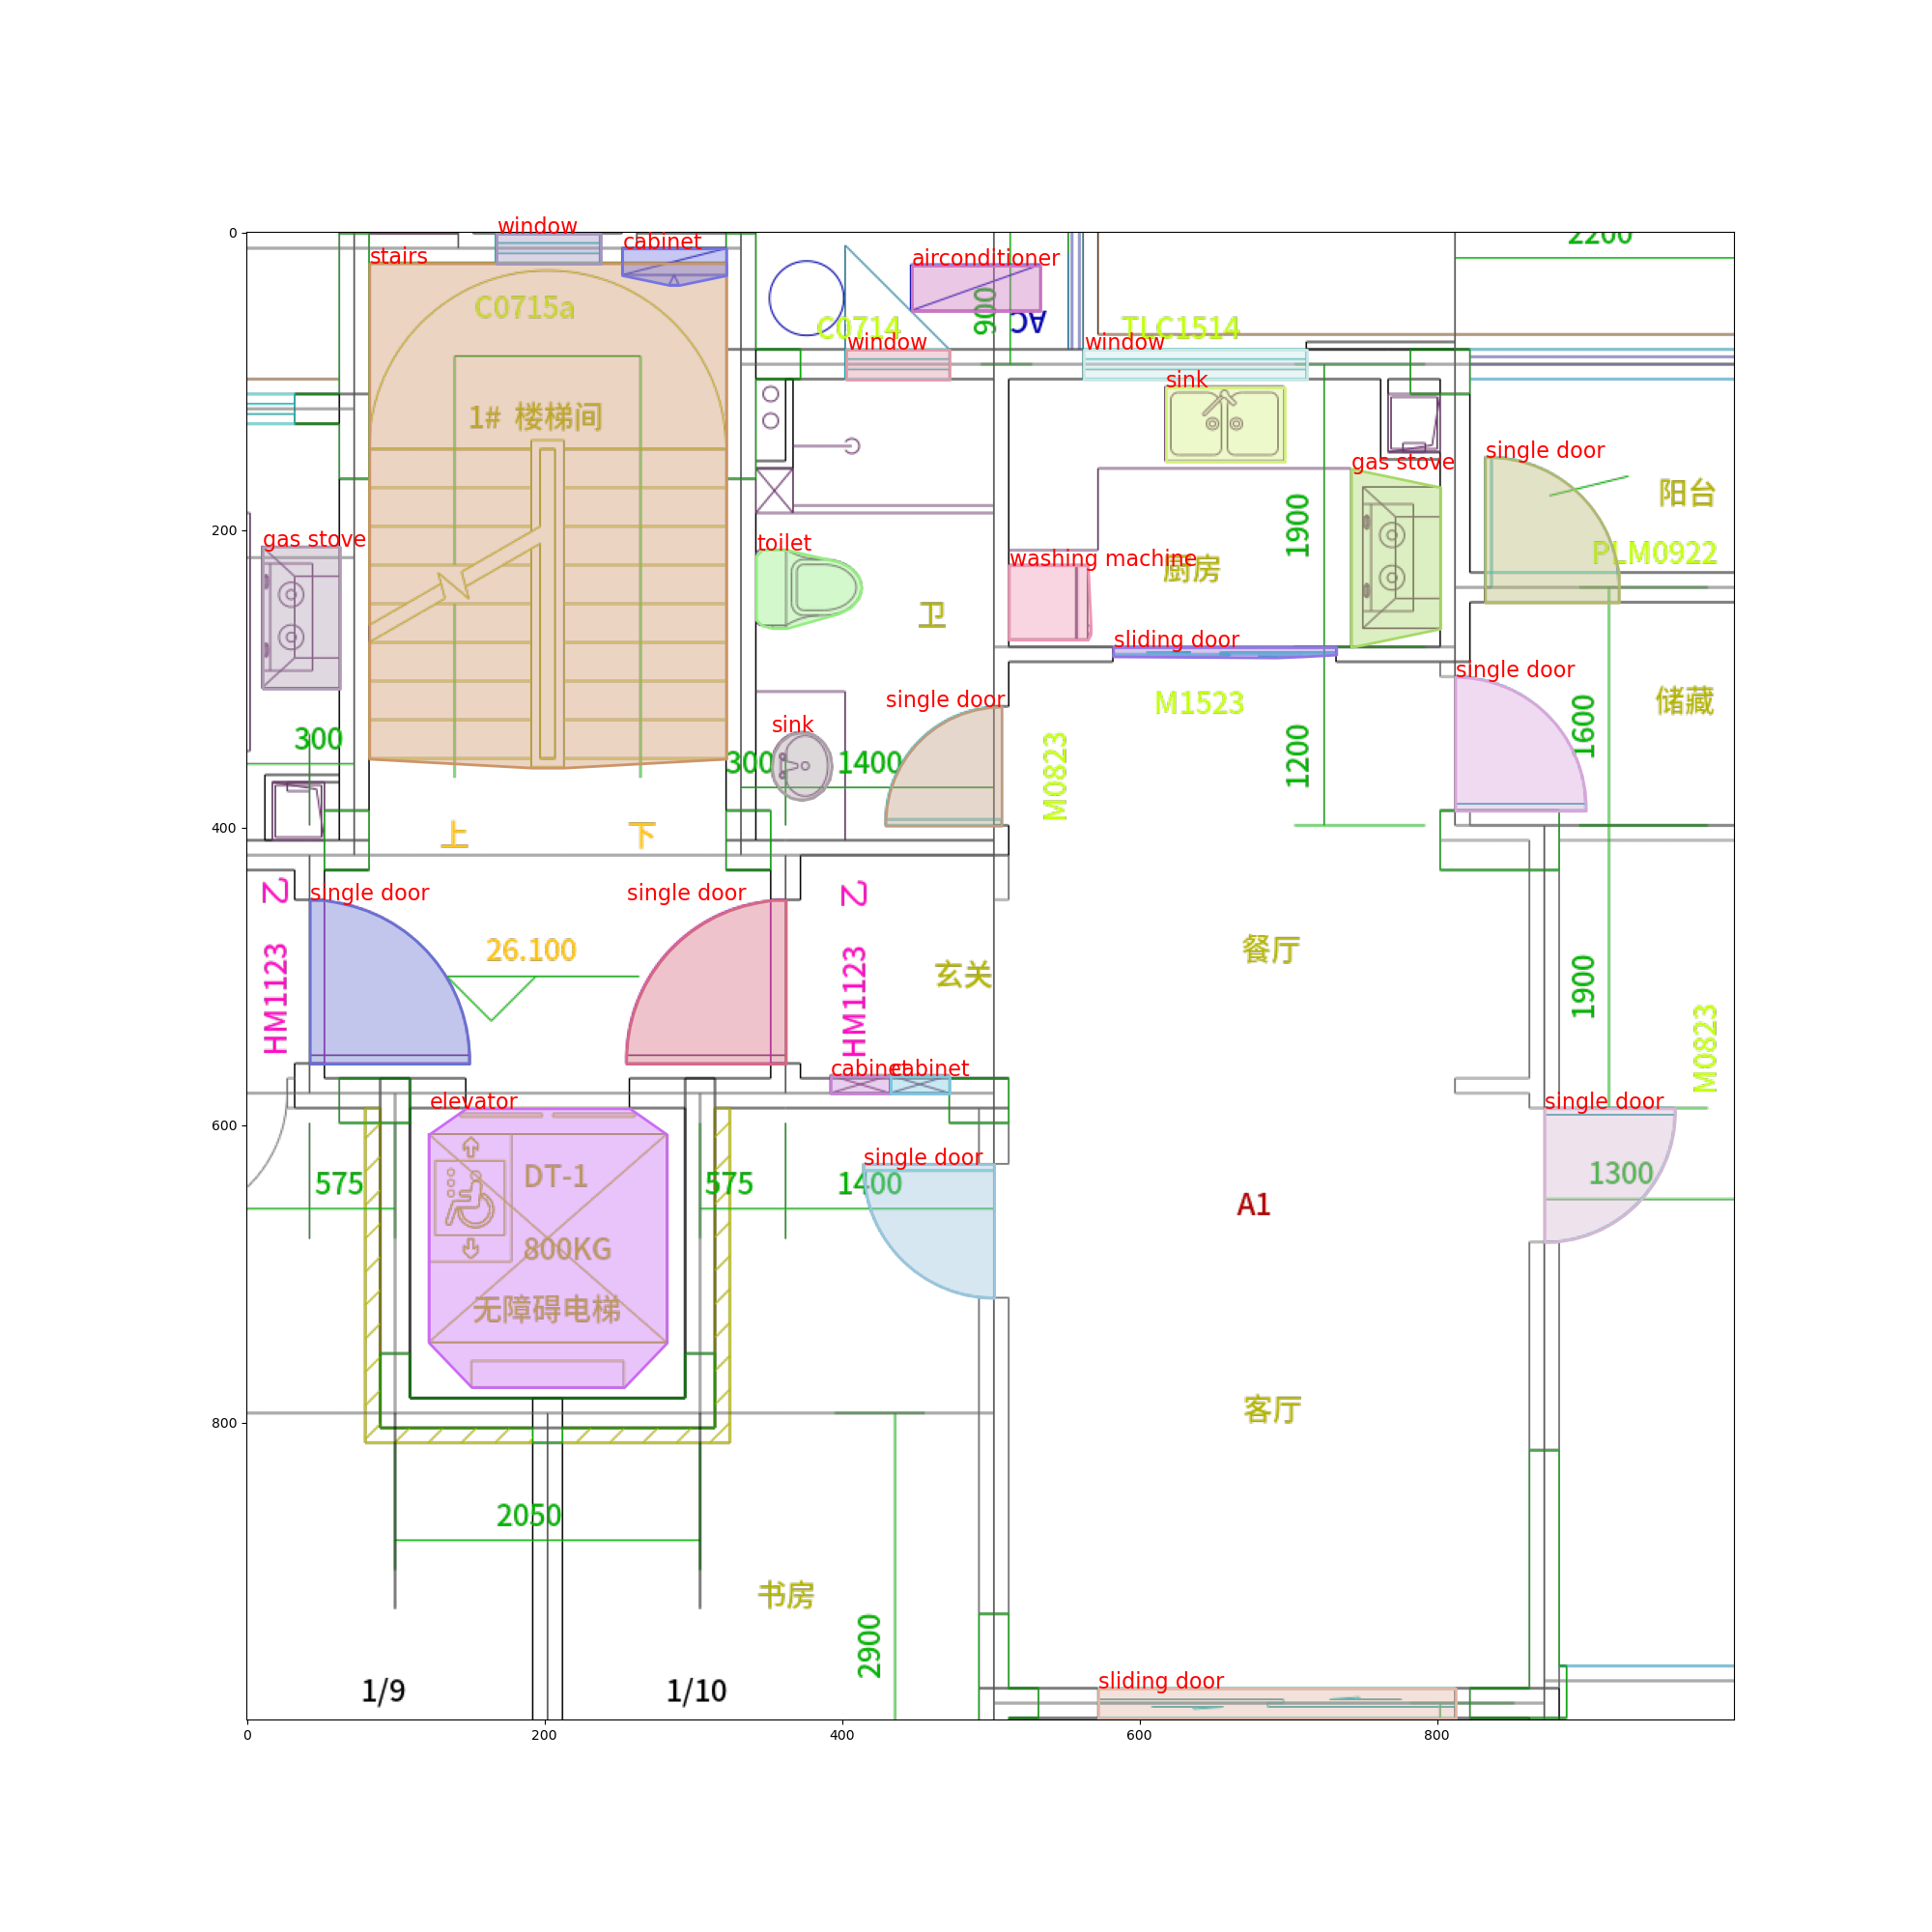 0
200
400
600
800
0
200
400
600
800
window
cabinet
stairs
airconditioner
2200
C0715a
900
AC
C0714
TLC1514
window
window
sink
1# 楼梯间
single door
gas stove
阳台
1900
gas stove
toilet
washing machine
厨房
PLM0922
卫
sliding door
single door
single door
储藏
M1523
sink
300
300
1400
M0823
1200
1600
上
下
乙
single door
single door
乙
26.100
HM1123
HM1123
玄关
餐厅
1900
M0823
cabinet
cabinet
elevator
single door
single door
575
DT-1
575
1400
1300
A1
800KG
无障碍电梯
客厅
2050
书房
2900
1/9
1/10
sliding door